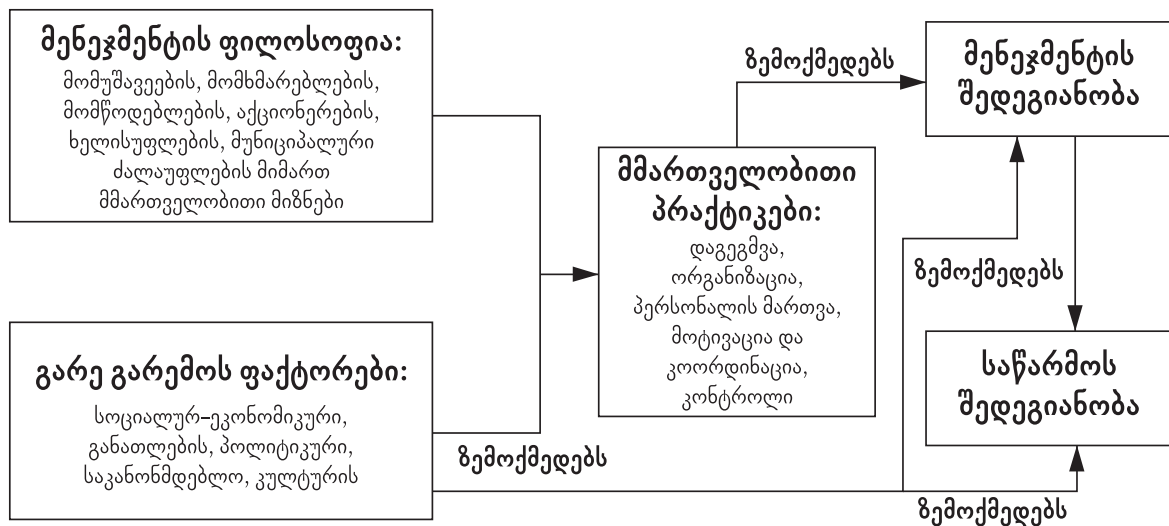 მენეჯმენტის ფილოსოფია:
მომუშავეების, მომხმარებლების,
მომწოდებლების, აქციონერების,
ხელისუფლების, მუნიციპალური
ძალაუფლების მიმართ
მმართველობითი მიზნები
გარე გარემოს ფაქტორები:
სოციალურ–ეკონომიკური,
განათლების, პოლიტიკური,
საკანონმდებლო, კულტურის
ზემოქმედებს
მმართველობითი
პრაქტიკები:
დაგეგმვა,
ორგანიზაცია,
პერსონალის მართვა,
მოტივაცია და
კოორდინაცია,
კონტროლი
ზემოქმედებს
მენეჯმენტის
შედეგიანობა
ზემოქმედებს
საწარმოს
შედეგიანობა
ზემოქმედებს